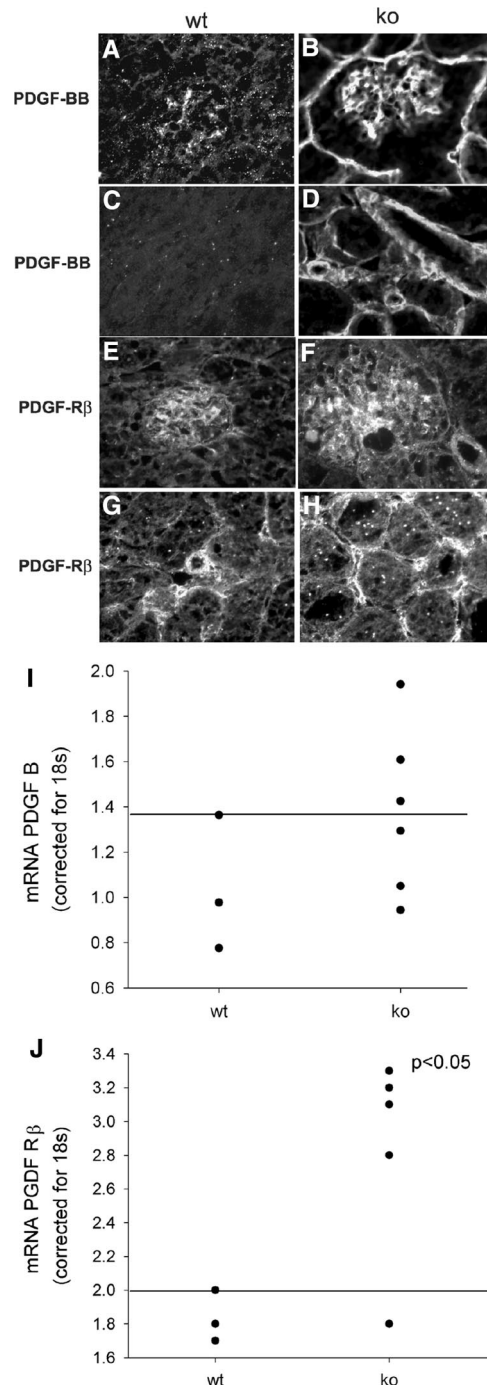 wt ko
A B
PDGF-BB
C D
PDGF-BB
E F
PDGF-Rβ
G H
PDGF-Rβ
I
2.0
1.8
1.6
1.4
1.2
1.0
0.8
0.6
mRNA PDGF B
(corrected for 18s)
wt ko
J
p<0.05
3.4
3.2
3.0
2.8
2.6
2.4
2.2
2.0
1.8
1.6
mRNA PGDF Rβ
(corrected for 18s)
wt ko